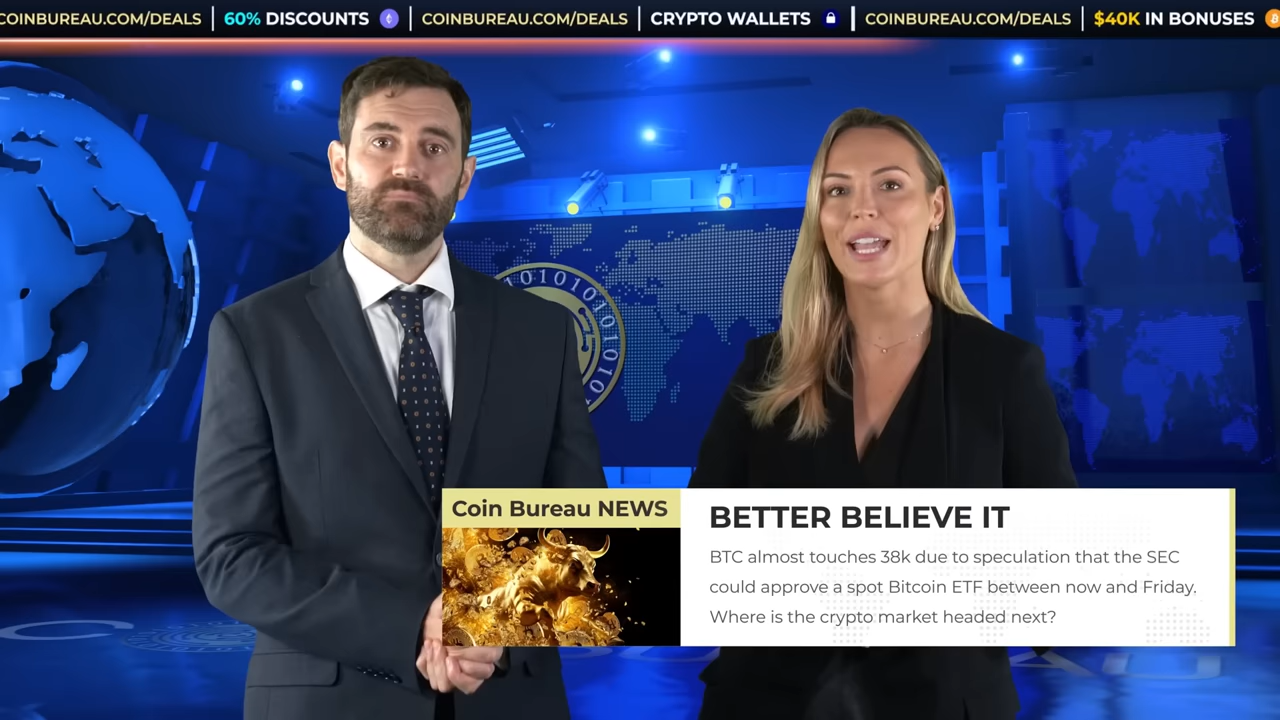 COINBUREAU.COM/DEALS | 60% DISCOUNTS | COINBUREAU.COM/DEALS | CRYPTO WALLETS | COINBUREAU.COM/DEALS | $40K IN BONUSES
1010101010107
Coin Bureau NEWS
BETTER BELIEVE IT
BTC almost touches 38k due to speculation that the SEC
could approve a spot Bitcoin ETF between now and Friday.
Where is the crypto market headed next?